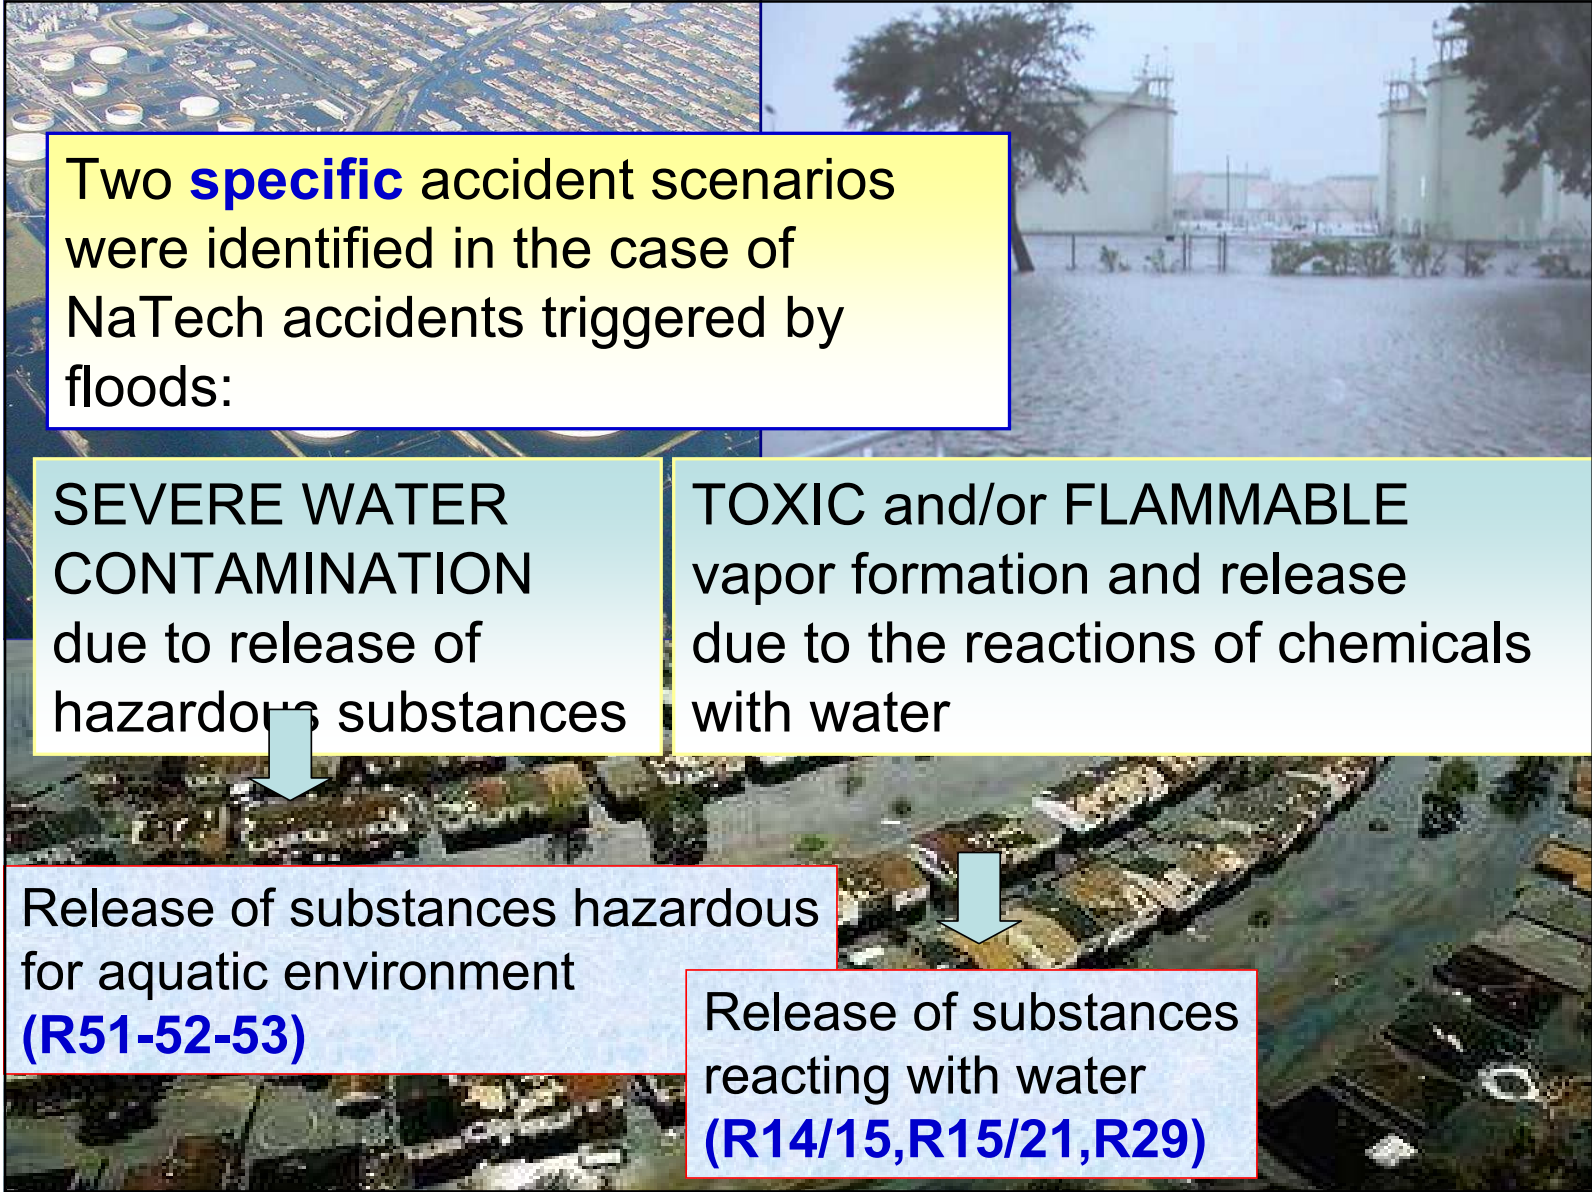 Two specific accident scenarios
were identified in the case of
NaTech accidents triggered by
floods:
SEVERE WATER
CONTAMINATION
due to release of
hazardous substances
TOXIC and/or FLAMMABLE
vapor formation and release
due to the reactions of chemicals
with water
Release of substances hazardous
for aquatic environment
(R51-52-53)
Release of substances
reacting with water
(R14/15,R15/21,R29)